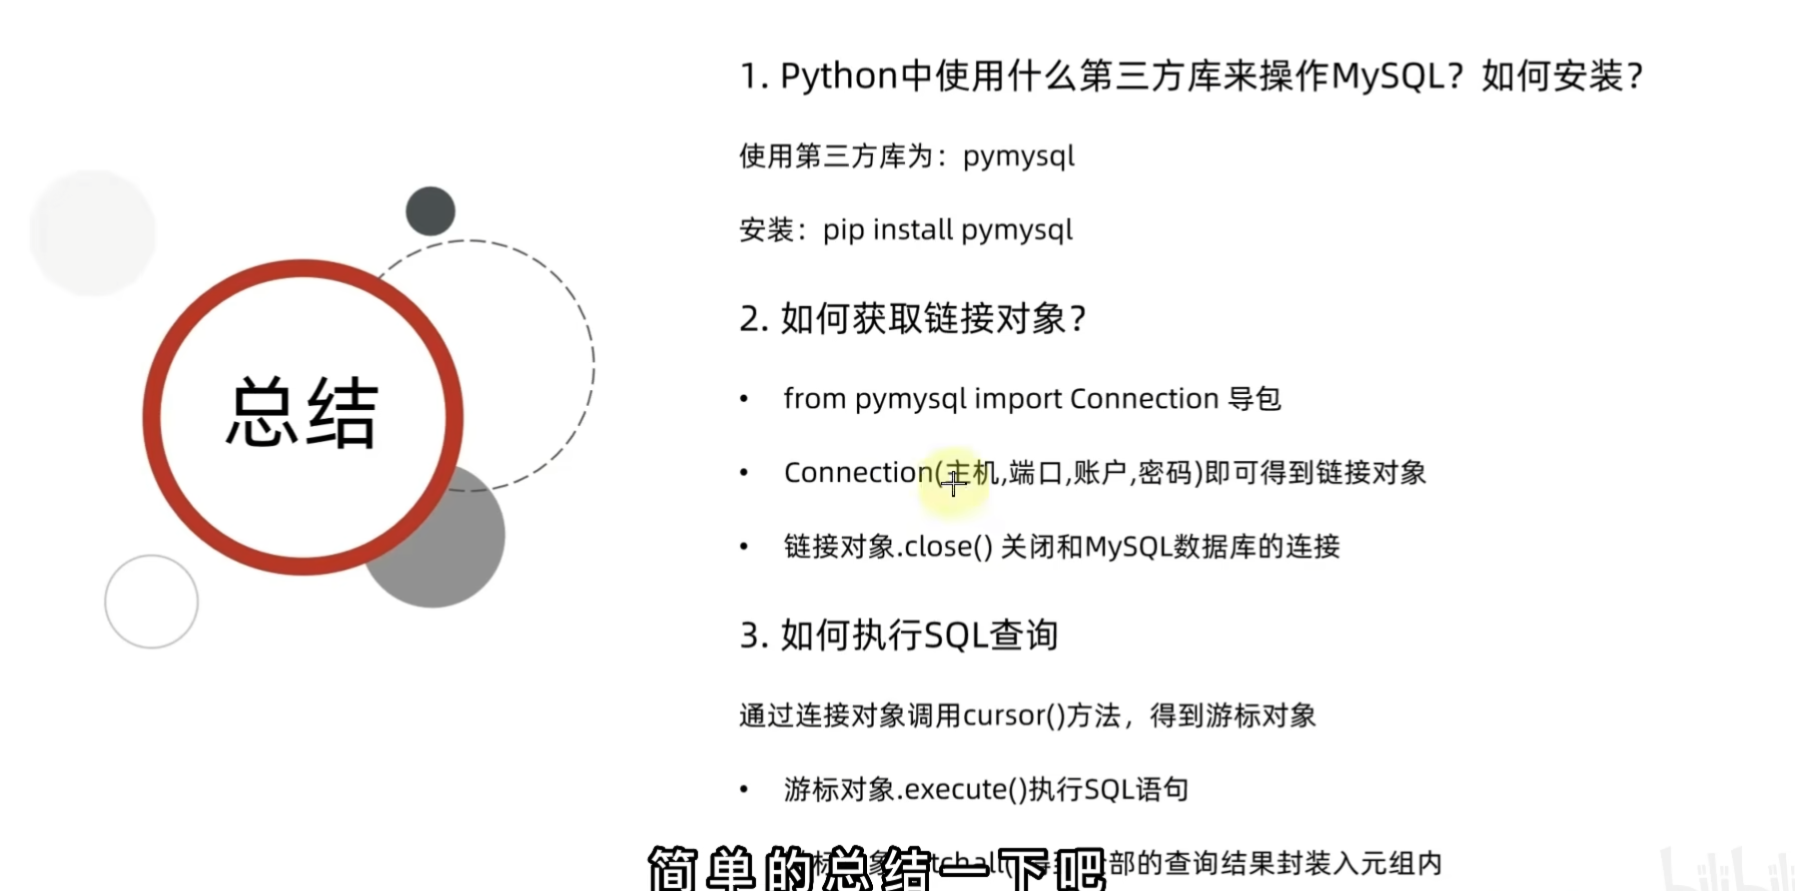 总结
1. Python中使用什么第三方库来操作MySQL？如何安装？
使用第三方库为：pymysql
安装：pip install pymysql
2. 如何获取链接对象？
• from pymysql import Connection 导包
• Connection(主机,端口,账户,密码)即可得到链接对象
• 链接对象.close() 关闭和MySQL数据库的连接
3. 如何执行SQL查询
通过连接对象调用cursor()方法，得到游标对象
• 游标对象.execute()执行SQL语句
部的查询结果封装入元组内
简单的总结一下吧
bilibili